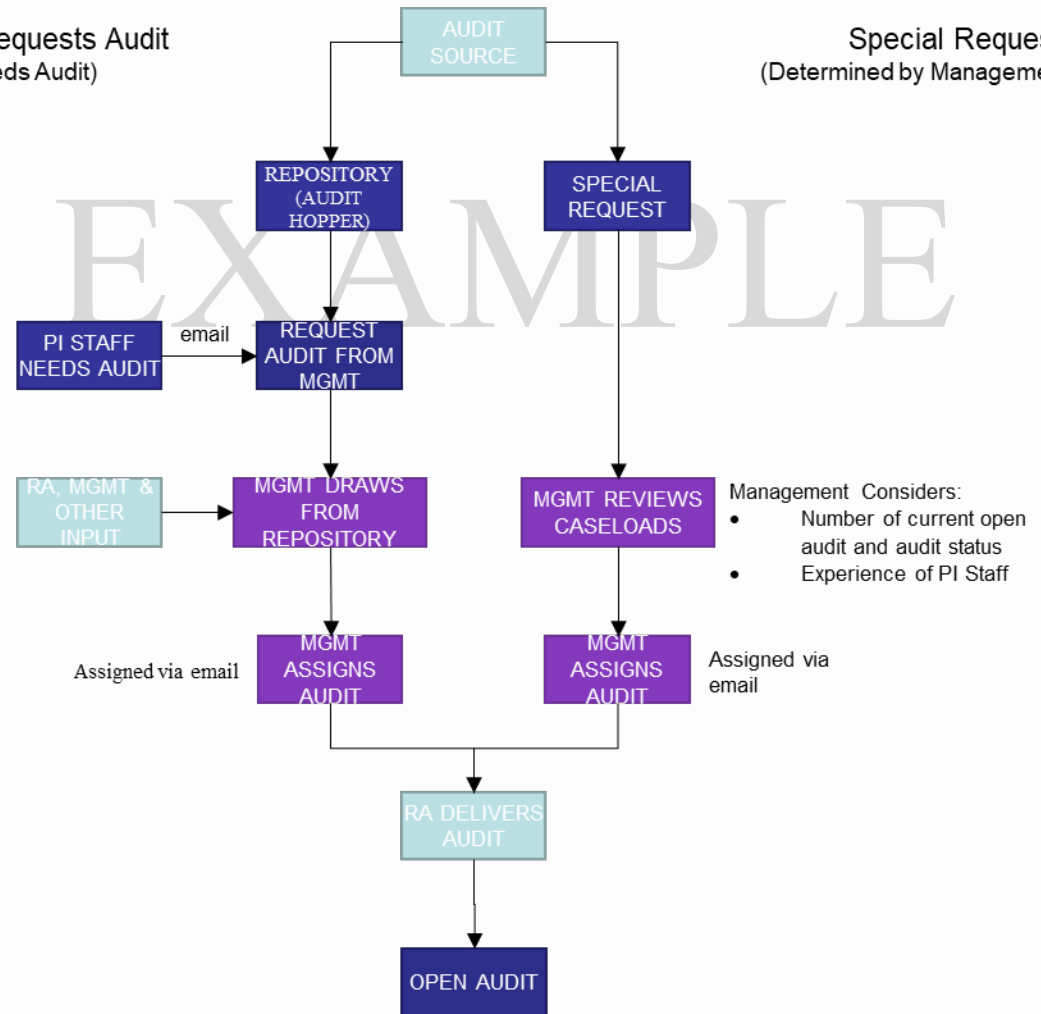 equests Audit
eds Audit)
AUDIT
SOURCE
Special Reques
(Determined by Manageme
REPOSITORY
(AUDIT
HOPPER)
SPECIAL
REQUEST
EXAMPLE
PI STAFF
NEEDS AUDIT
email
REQUEST
AUDIT FROM
MGMT
RA, MGMT &
OTHER
INPUT
MGMT DRAWS
FROM
REPOSITORY
MGMT REVIEWS
CASELOADS
Management Considers:
• Number of current open
audit and audit status
• Experience of PI Staff
Assigned via email
MGMT
ASSIGNS
AUDIT
MGMT
ASSIGNS
AUDIT
Assigned via
email
RA DELIVERS
AUDIT
OPEN AUDIT